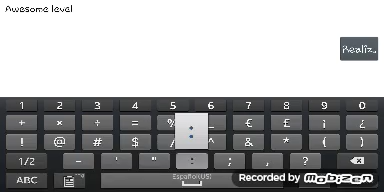 Awesome level
Realiz..
1 2 3 4 5 6 7 8 9 0
+ × ÷ = % _ € £ ¡ ¿
:
! @ # $ ^ & * ( )
1/2 - ' " : ; , ?
ABC Español(US)
Recorded by Mobizen